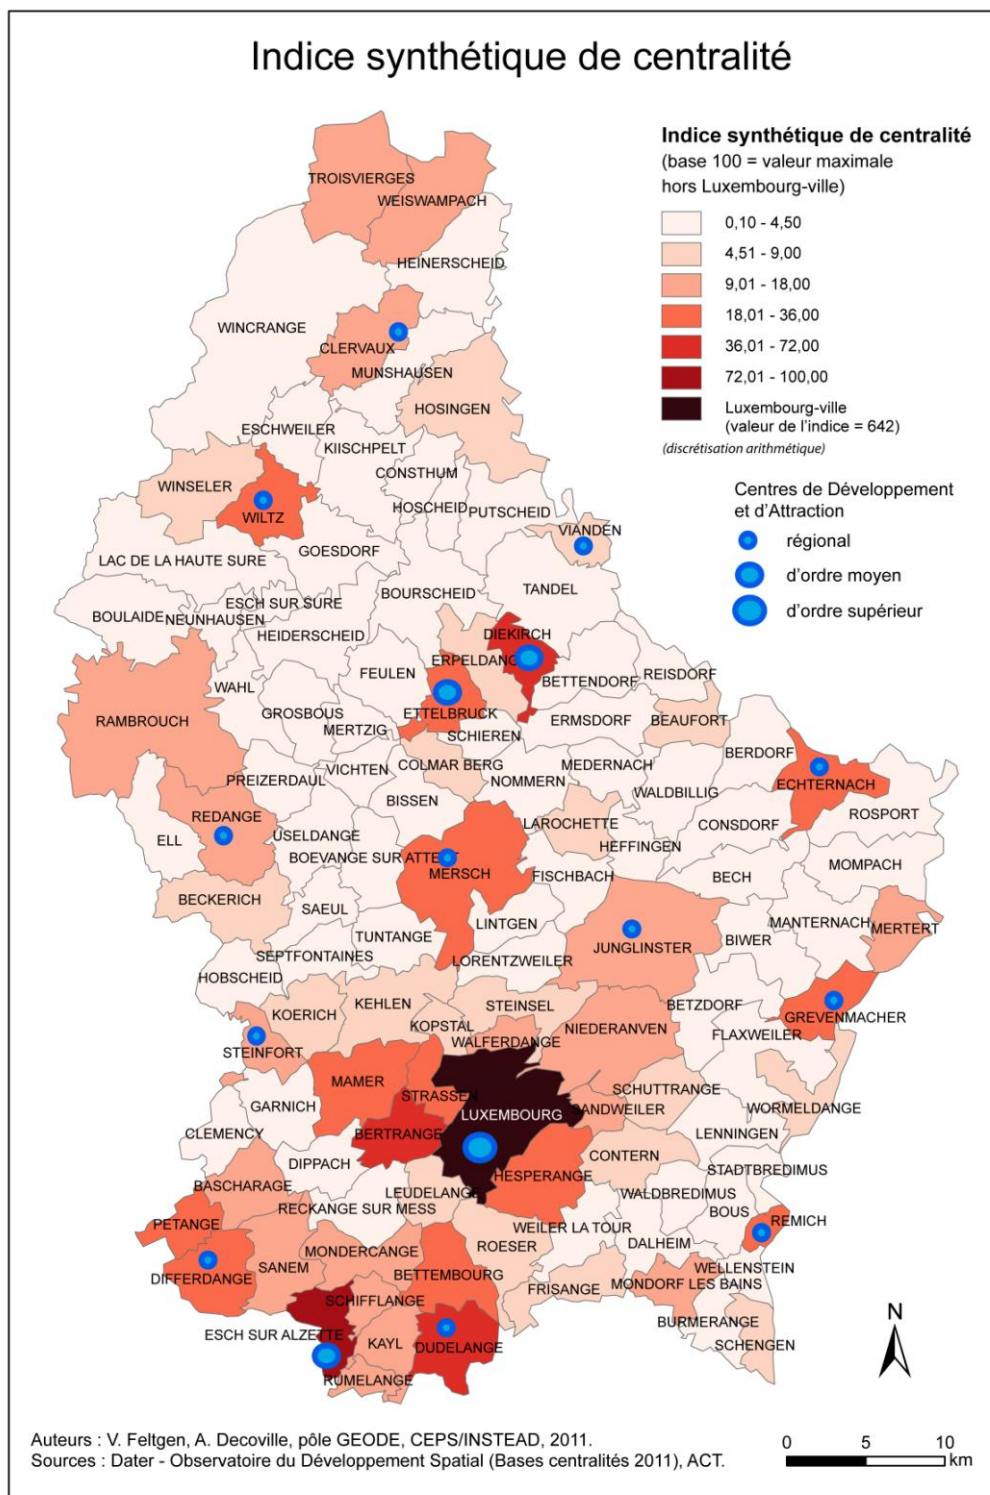 Indice synthétique de centralité
Indice synthétique de centralité
(base 100 = valeur maximale
hors Luxembourg-ville)
0,10 - 4,50
4,51 - 9,00
9,01 - 18,00
18,01 - 36,00
36,01 - 72,00
72,01 - 100,00
Luxembourg-ville
(valeur de l'indice = 642)
(discrétisation arithmétique)
Centres de Développement
et d'Attraction
régional
d'ordre moyen
d'ordre supérieur
TROISVIERGES
WEISWAMPACH
HEINERSCHEID
WINCRANGE
CLERVAUX
MUNSHAUSEN
HOSINGEN
ESCHWEILER
KIISCHPELT
CONSTHUM
WINSELER
HOSCHEID
PUTSCHEID
WILTZ
VIANDEN
GOESDORF
LAC DE LA HAUTE SURE
TANDEL
BOURSCHEID
ESCH SUR SURE
BOULAIDE
NEUNHAUSEN
HEIDERSCHEID
DIEKIRCH
ERPELDANG
FEULEN
BETTENDORF
REISDORF
WAHL
RAMBROUCH
GROSBOUS
ETTELBRUCK
ERMSDORF
BEAUFORT
MERTZIG
SCHIEREN
BERDORF
COLMAR BERG
MEDERNACH
VICHTEN
PREIZERDAUL
NOMMERN
ECHTERNACH
WALDBILLIG
BISSEN
REDANGE
ROSPORT
LAROCHETTE
CONSDORF
USELDANGE
ELL
HEFFINGEN
BOEVANGE SUR ATTERT
MOMPACH
MERSCH
FISCHBACH
BECH
BECKERICH
SAEUL
LINTGEN
MANTERNACH
MERTERT
TUNTANGE
BIWER
JUNGLINSTER
SEPTFONTAINES
LORENTZWEILER
HOBSCHEID
KEHLEN
STEINSEL
BETZDORF
KOERICH
GREVENMACHER
KOPSTAL
NIEDERANVEN
FLAXWEILER
WALFERDANGE
STEINFORT
MAMER
SCHUTTRANGE
STRASSEN
GARNICH
SANDWEILER
WORMELDANGE
LUXEMBOURG
CLEMENCY
BERTRANGE
LENNINGEN
CONTERN
DIPPACH
STADTBREDIMUS
HESPERANGE
BASCHARAGE
LEUDELANGE
WALDBREDIMUS
RECKANGE SUR MESS
BOUS
PETANGE
REMICH
WEILER LA TOUR
ROESER
DALHEIM
MONDERCANGE
SANEM
WELLENSTEIN
BETTEMBOURG
DIFFERDANGE
MONDORF LES BAINS
FRISANGE
SCHIFFLANGE
BURMERANGE
ESCH SUR ALZETTE
KAYL
SCHENGEN
DUDELANGE
RUMELANGE
N
Auteurs : V. Feltgen, A. Decoville, pôle GEODE, CEPS/INSTEAD, 2011.
Sources : Dater - Observatoire du Développement Spatial (Bases centralités 2011), ACT.
0 5 10
km